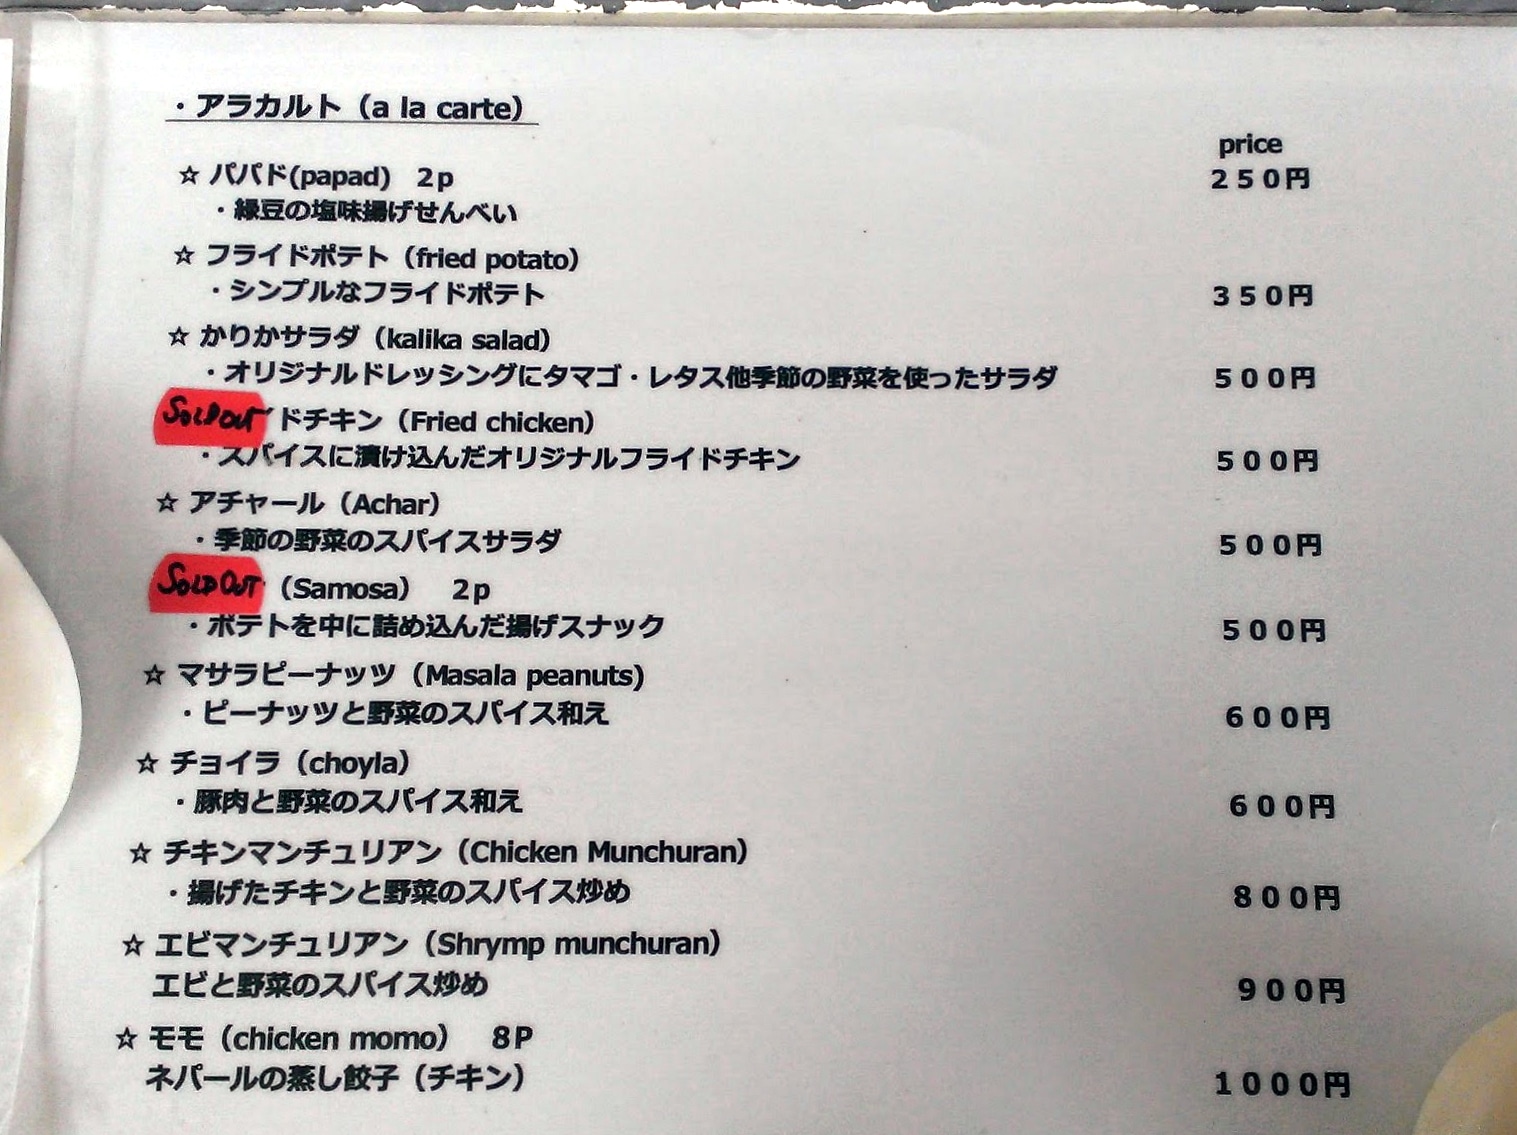 ・アラカルト（a la carte）
price
☆ パパド(papad) 2p 250円
・緑豆の塩味揚げせんべい
☆ フライドポテト（fried potato）
・シンプルなフライドポテト 350円
☆ かりかサラダ（kalika salad）
・オリジナルドレッシングにタマゴ・レタス他季節の野菜を使ったサラダ 500円
SOLD OUT ドチキン（Fried chicken）
・スパイスに漬け込んだオリジナルフライドチキン 500円
☆ アチャール（Achar）
・季節の野菜のスパイスサラダ 500円
SOLD OUT （Samosa） 2p
・ポテトを中に詰め込んだ揚げスナック 500円
☆ マサラピーナッツ（Masala peanuts)
・ピーナッツと野菜のスパイス和え 600円
☆ チョイラ（choyla）
・豚肉と野菜のスパイス和え 600円
☆ チキンマンチュリアン（Chicken Munchuran）
・揚げたチキンと野菜のスパイス炒め 800円
☆ エビマンチュリアン（Shrymp munchuran）
エビと野菜のスパイス炒め 900円
☆ モモ（chicken momo） 8P
ネパールの蒸し餃子（チキン） 1000円